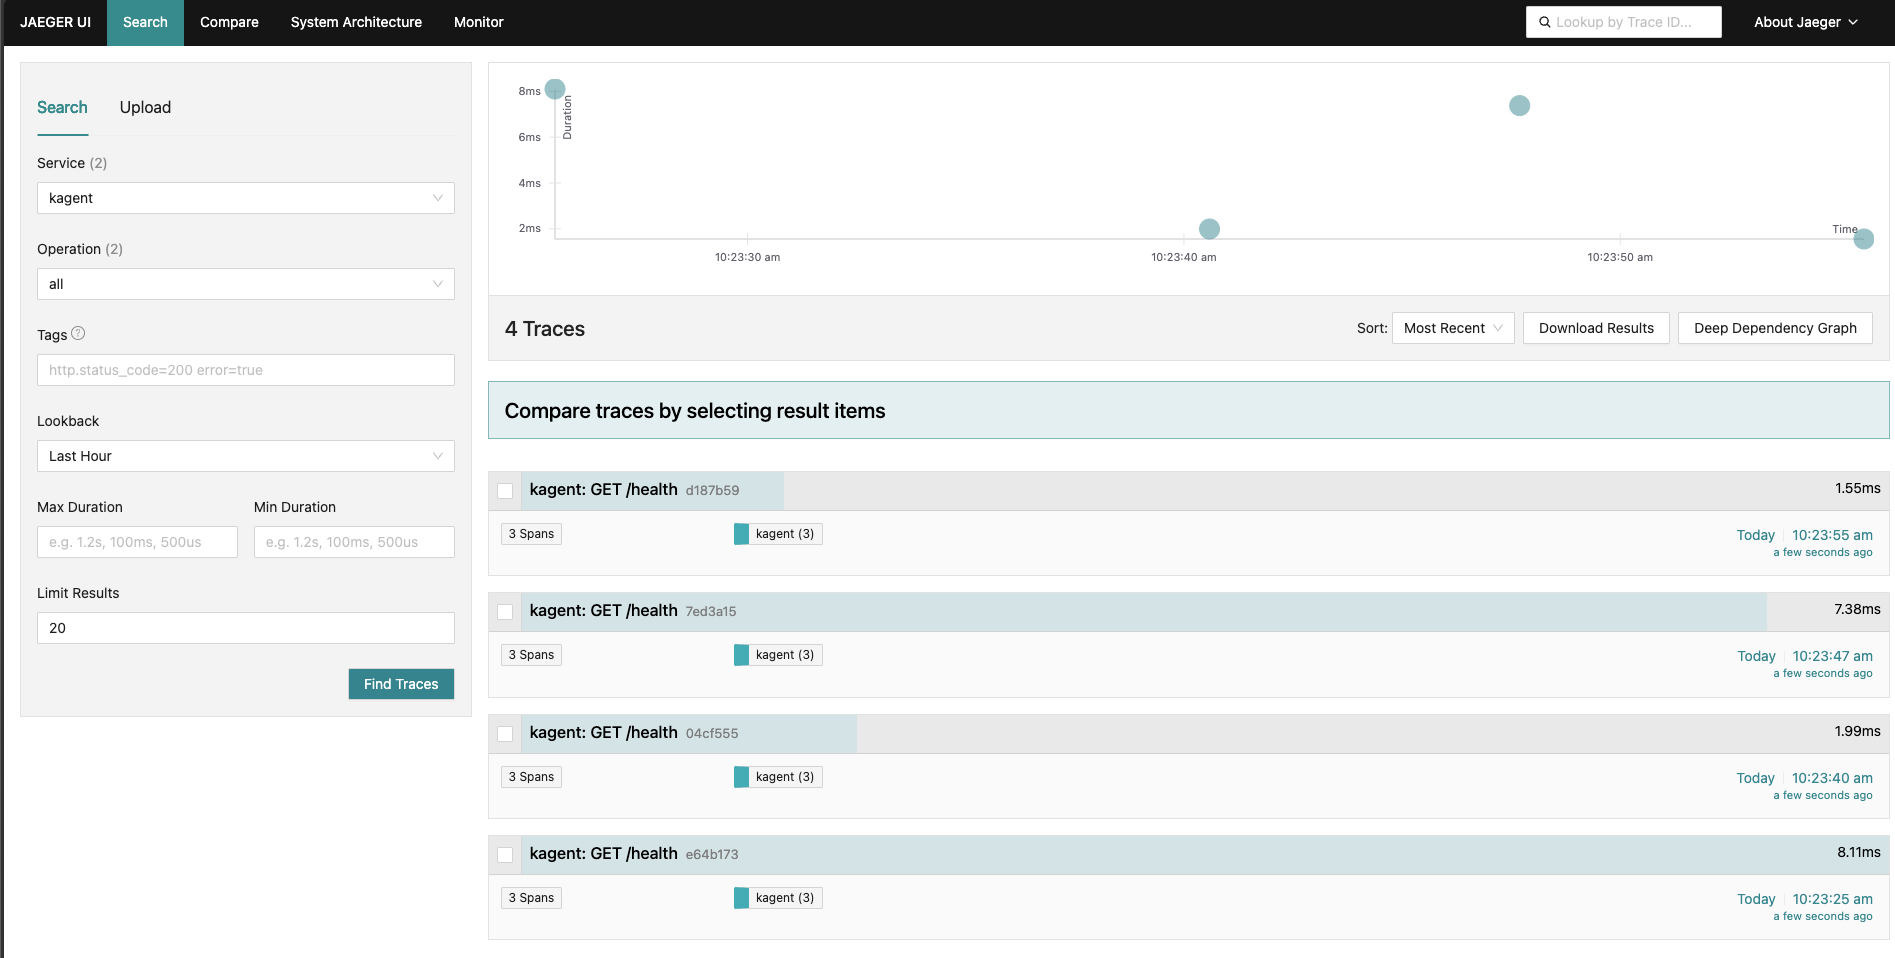 JAEGER UI Search Compare System Architecture Monitor Lookup by Trace ID... About Jaeger
Search Upload
Service (2)
kagent
Operation (2)
all
Tags ?
http.status_code=200 error=true
Lookback
Last Hour
Max Duration Min Duration
e.g. 1.2s, 100ms, 500us e.g. 1.2s, 100ms, 500us
Limit Results
20
Find Traces
8ms
6ms
4ms
2ms
Duration
Time
10:23:30 am 10:23:40 am 10:23:50 am
4 Traces Sort: Most Recent Download Results Deep Dependency Graph
Compare traces by selecting result items
kagent: GET /health d187b59 1.55ms
3 Spans kagent (3) Today 10:23:55 am
a few seconds ago
kagent: GET /health 7ed3a15 7.38ms
3 Spans kagent (3) Today 10:23:47 am
a few seconds ago
kagent: GET /health 04cf555 1.99ms
3 Spans kagent (3) Today 10:23:40 am
a few seconds ago
kagent: GET /health e64b173 8.11ms
3 Spans kagent (3) Today 10:23:25 am
a few seconds ago